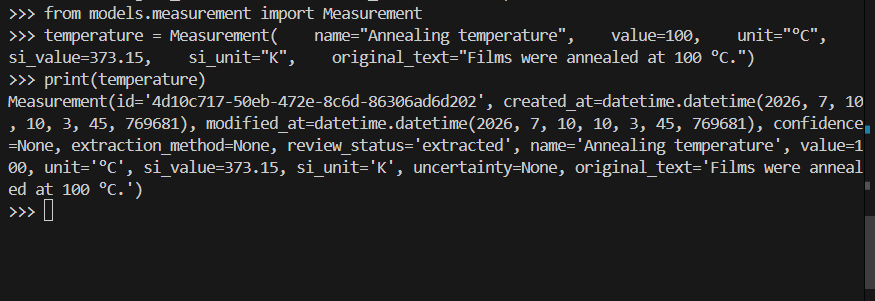 >>> from models.measurement import Measurement
>>> temperature = Measurement(    name="Annealing temperature",    value=100,    unit="°C",
si_value=373.15,    si_unit="K",    original_text="Films were annealed at 100 °C.")
>>> print(temperature)
Measurement(id='4d10c717-50eb-472e-8c6d-86306ad6d202', created_at=datetime.datetime(2026, 7, 10
, 10, 3, 45, 769681), modified_at=datetime.datetime(2026, 7, 10, 10, 3, 45, 769681), confidence
=None, extraction_method=None, review_status='extracted', name='Annealing temperature', value=1
00, unit='°C', si_value=373.15, si_unit='K', uncertainty=None, original_text='Films were anneal
ed at 100 °C.')
>>>